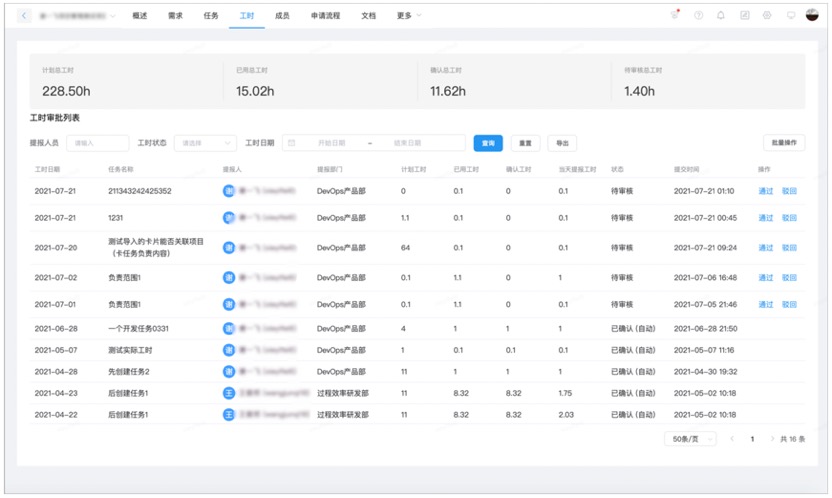 概述 需求 任务 工时 成员 申请流程 文档 更多
计划总工时 已用总工时 确认总工时 待审核总工时
228.50h 15.02h 11.62h 1.40h
工时审批列表
提报人员 请输入 工时状态 请选择 工时日期 开始日期 - 结束日期 查询 重置 导出 批量操作
工时日期 任务名称 提报人 提报部门 计划工时 已用工时 确认工时 当天提报工时 状态 提交时间 操作
2021-07-21 211343242425352 谢 DevOps产品部 0 0.1 0 0.1 待审核 2021-07-21 01:10 通过 驳回
2021-07-21 1231 谢 DevOps产品部 1.1 0.1 0 0.1 待审核 2021-07-21 00:45 通过 驳回
2021-07-20 测试导入的卡片能否关联项目 谢 DevOps产品部 64 0.1 0 0.1 待审核 2021-07-21 09:24 通过 驳回
（卡任务负责内容）
2021-07-02 负责范围1 谢 DevOps产品部 0.1 1.1 0 1 待审核 2021-07-06 16:48 通过 驳回
2021-07-01 负责范围1 谢 DevOps产品部 0.1 1.1 0 0.1 待审核 2021-07-05 21:46 通过 驳回
2021-06-28 一个开发任务0331 谢 DevOps产品部 4 1 1 1 已确认 (自动) 2021-06-28 21:50
2021-05-07 测试实际工时 谢 DevOps产品部 1 0.1 0.1 0.1 已确认 (自动) 2021-05-07 11:16
2021-04-28 先创建任务2 谢 DevOps产品部 11 1 1 1 已确认 (自动) 2021-04-30 19:32
2021-04-23 后创建任务1 王 过程效率研发部 11 8.32 8.32 1.75 已确认 (自动) 2021-05-02 10:18
2021-04-22 后创建任务1 王 过程效率研发部 11 8.32 8.32 2.03 已确认 (自动) 2021-05-02 10:18
50条/页 1 共 16 条